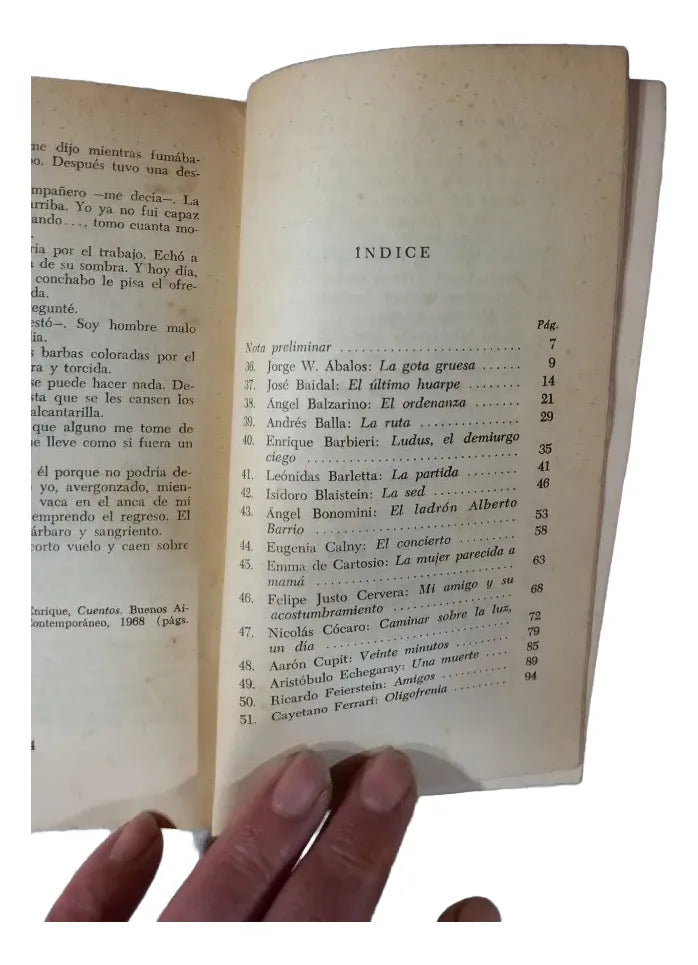 me dijo mientras fumába-
po. Después tuvo una des-
mpañero —me decía—. La
arriba. Yo ya no fui capaz
ando..., tomo cuanta mo-
ria por el trabajo. Echó a
a de su sombra. Y hoy día,
conchabo le pisa el ofre-
da.
regunté.
estó—. Soy hombre malo
lia.
s barbas coloradas por el
ra y torcida.
se puede hacer nada. De-
sta que se les cansen los
alcantarilla.
que alguno me tome de
ne lleve como si fuera un
él porque no podría de-
yo, avergonzado, mien-
vaca en el anca de mi
emprendo el regreso. El
árbaro y sangriento.
corto vuelo y caen sobre
Enrique, Cuentos. Buenos Ai-
Contemporáneo, 1968 (págs.
4
ÍNDICE
Pág.
Nota preliminar .......................... 7
36. Jorge W. Ábalos: La gota gruesa ....... 9
37. José Baidal: El último huarpe ......... 14
38. Ángel Balzarino: El ordenanza ....... 21
39. Andrés Balla: La ruta ............... 29
40. Enrique Barbieri: Ludus, el demiurgo
ciego .............................. 35
41. Leónidas Barletta: La partida ........ 41
42. Isidoro Blaistein: La sed ............ 46
43. Ángel Bonomini: El ladrón Alberto
Barrio ............................. 53
44. Eugenia Calny: El concierto ......... 58
45. Emma de Cartosio: La mujer parecida a
mamá ............................. 63
46. Felipe Justo Cervera: Mi amigo y su
acostumbramiento ................. 68
47. Nicolás Cócaro: Caminar sobre la luz,
un día ............................ 72
48. Aarón Cupit: Veinte minutos ......... 79
49. Aristóbulo Echegaray: Una muerte .... 85
50. Ricardo Feierstein: Amigos .......... 89
51. Cayetano Ferrari: Oligofrenia ........ 94